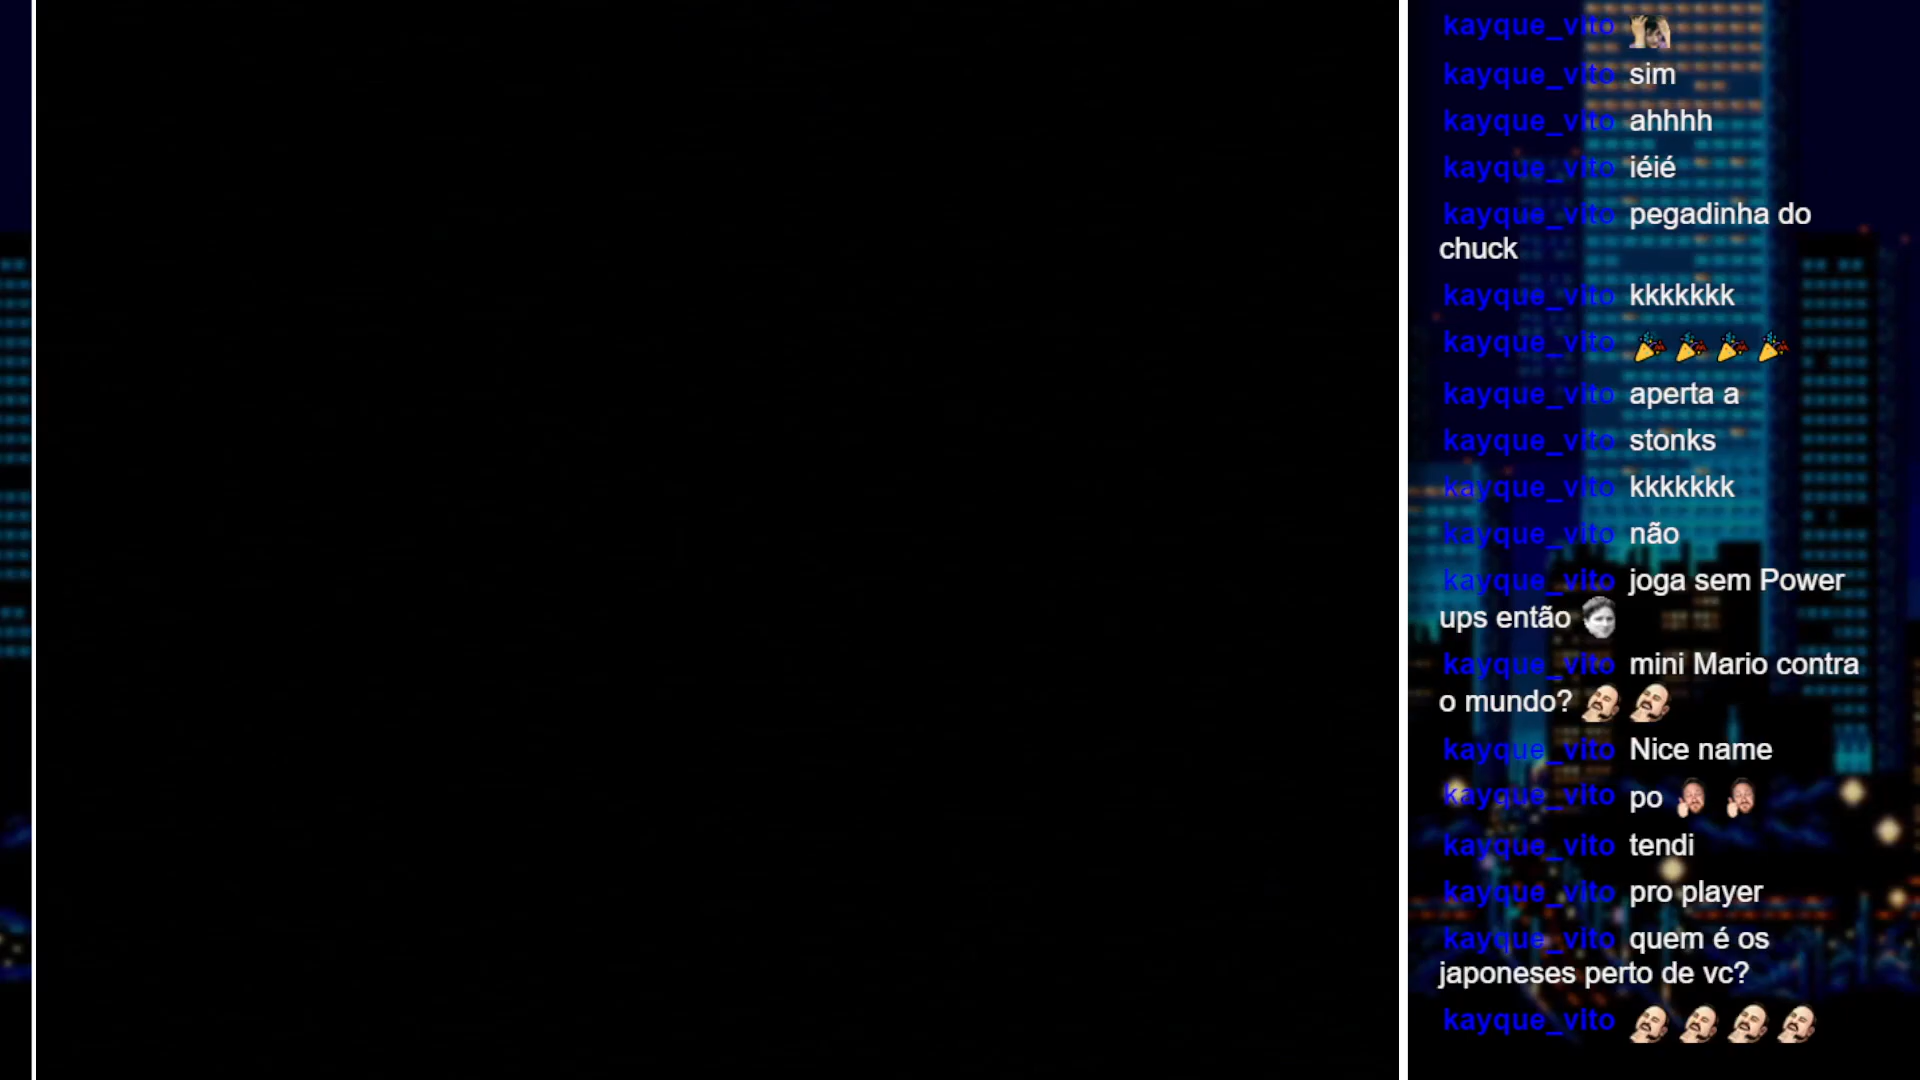 kayque_vito
kayque_vito sim
kayque_vito ahhhh
kayque_vito iéié
kayque_vito pegadinha do
chuck
kayque_vito kkkkkkk
kayque_vito 🎉 🎉 🎉 🎉
kayque_vito aperta a
kayque_vito stonks
kayque_vito kkkkkkk
kayque_vito não
kayque_vito joga sem Power
ups então
kayque_vito mini Mario contra
o mundo?
kayque_vito Nice name
kayque_vito po
kayque_vito tendi
kayque_vito pro player
kayque_vito quem é os
japoneses perto de vc?
kayque_vito